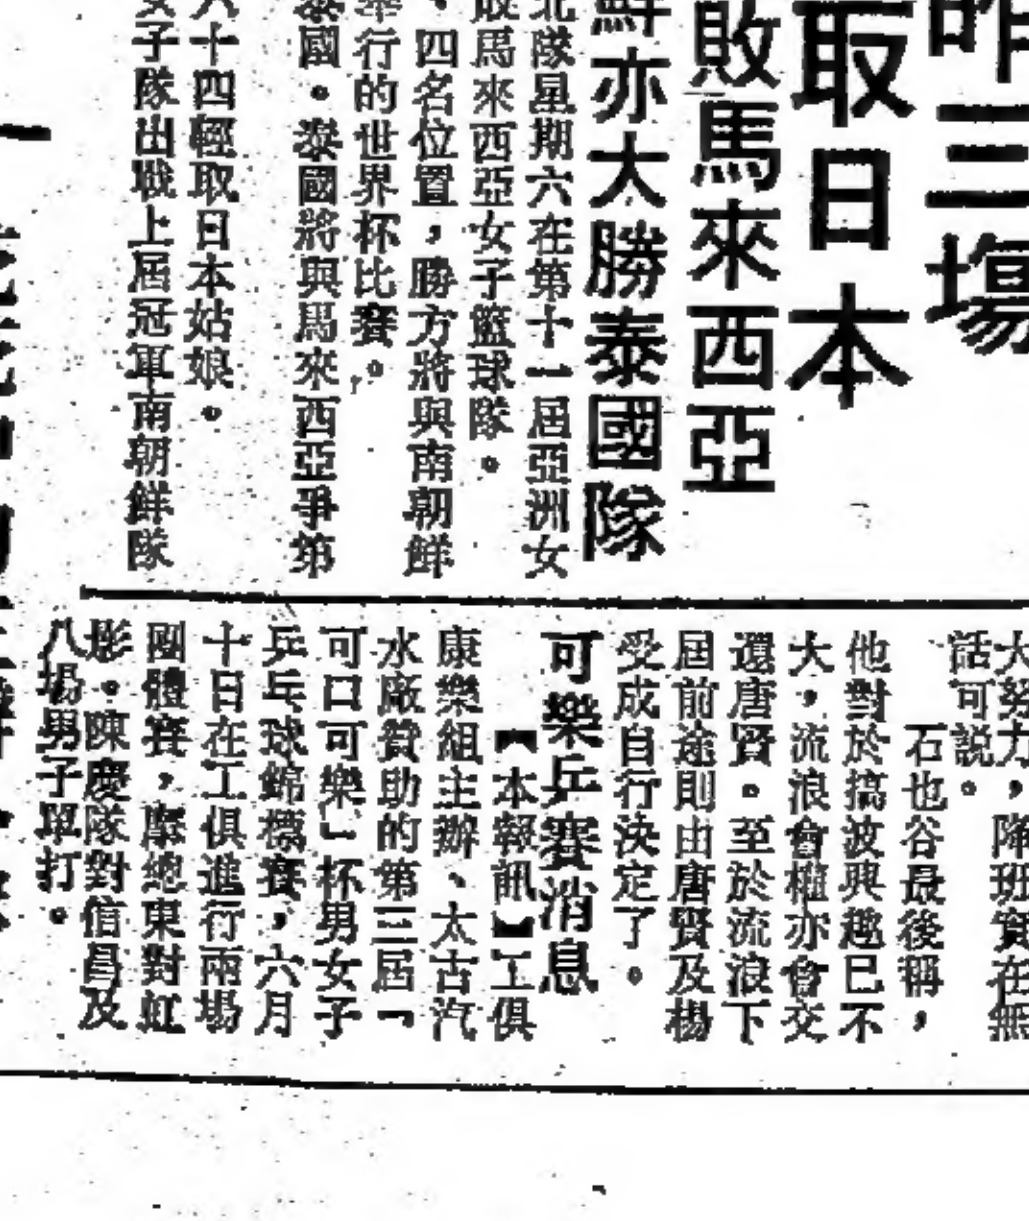 昨三場
取日本
敗馬來西亞
鮮亦大勝泰國隊
北隊星期六在第十一屆亞洲女
敗馬來西亞女子籃球隊。
、四名位置，勝方將與南朝鮮
舉行的世界杯比賽。
泰國。泰國將與馬來西亞爭第
六十四輕取日本姑娘。
女子隊出戰上屆冠軍南朝鮮隊
大努力，降班實在無
話可説。
石也谷最後稱，
他對於搞波興趣已不
大，流浪會權亦會交
還唐賢。至於流浪下
屆前途則由唐賢及楊
受成自行決定了。
可樂乒賽消息
【本報訊】工俱
康樂組主辦、太古汽
水廠贊助的第三屆「
可口可樂」杯男女子
乒乓球錦標賽，六月
十日在工俱進行兩場
團體賽，摩總東對虹
彩。陳慶隊對信昌及
八場男子單打。